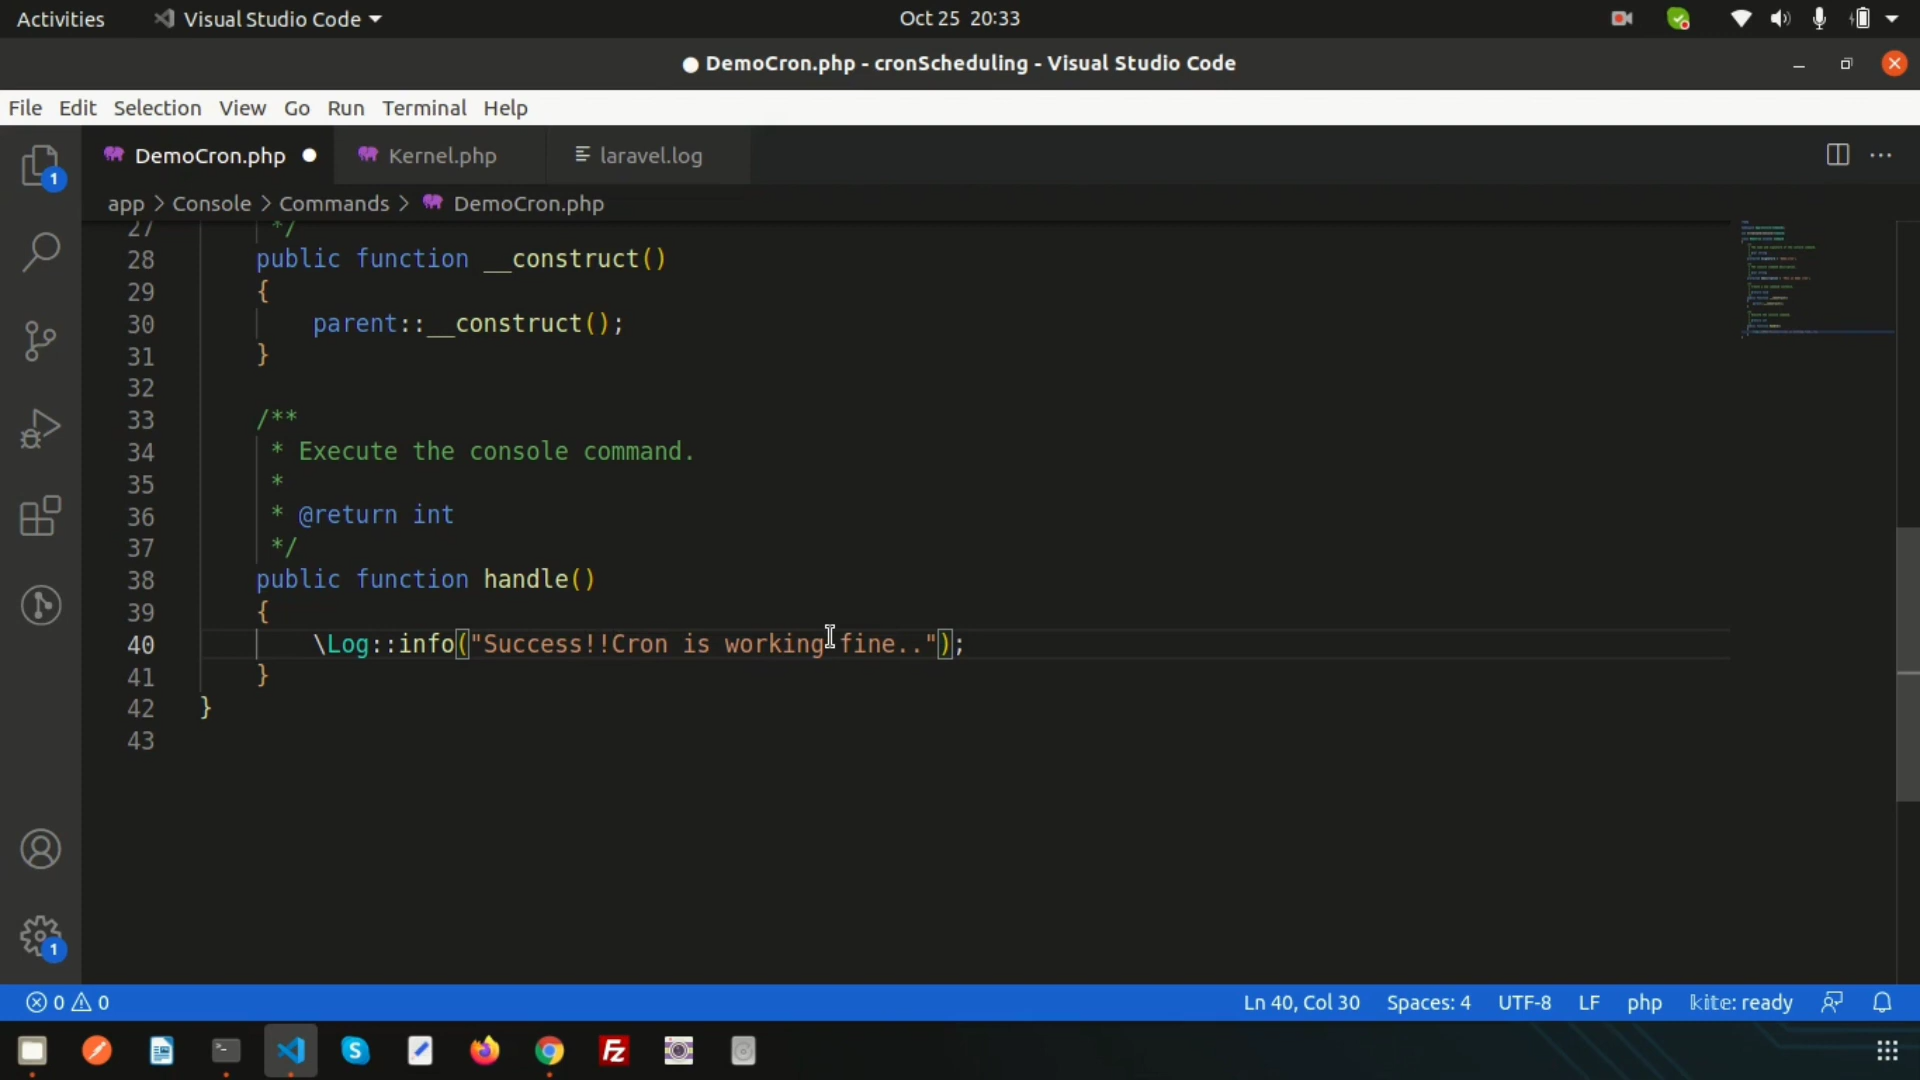 Activities Visual Studio Code Oct 25 20:33
DemoCron.php - cronScheduling - Visual Studio Code
File Edit Selection View Go Run Terminal Help
DemoCron.php Kernel.php laravel.log
app > Console > Commands > DemoCron.php
27 */
28 public function __construct()
29 {
30 parent::__construct();
31 }
32
33 /**
34 * Execute the console command.
35 *
36 * @return int
37 */
38 public function handle()
39 {
40 \Log::info("Success!!Cron is working fine..");
41 }
42 }
43
1
1
0 0 Ln 40, Col 30 Spaces: 4 UTF-8 LF php kite: ready